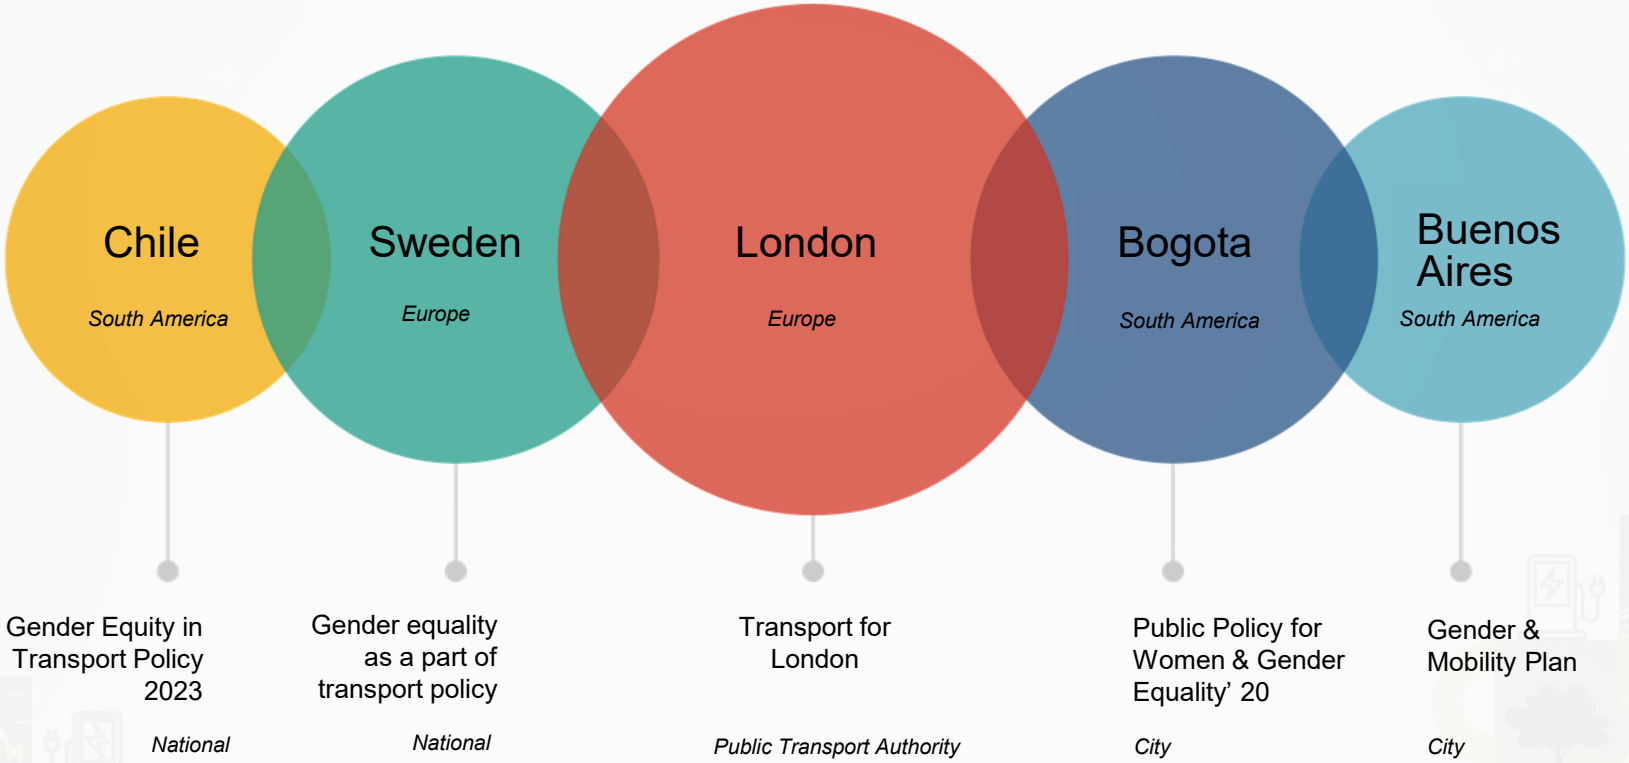 Chile
South America
Sweden
Europe
London
Europe
Bogota
South America
Buenos
Aires
South America
Gender Equity in
Transport Policy
2023
National
Gender equality
as a part of
transport policy
National
Transport for
London
Public Transport Authority
Public Policy for
Women & Gender
Equality’ 20
City
Gender &
Mobility Plan
City